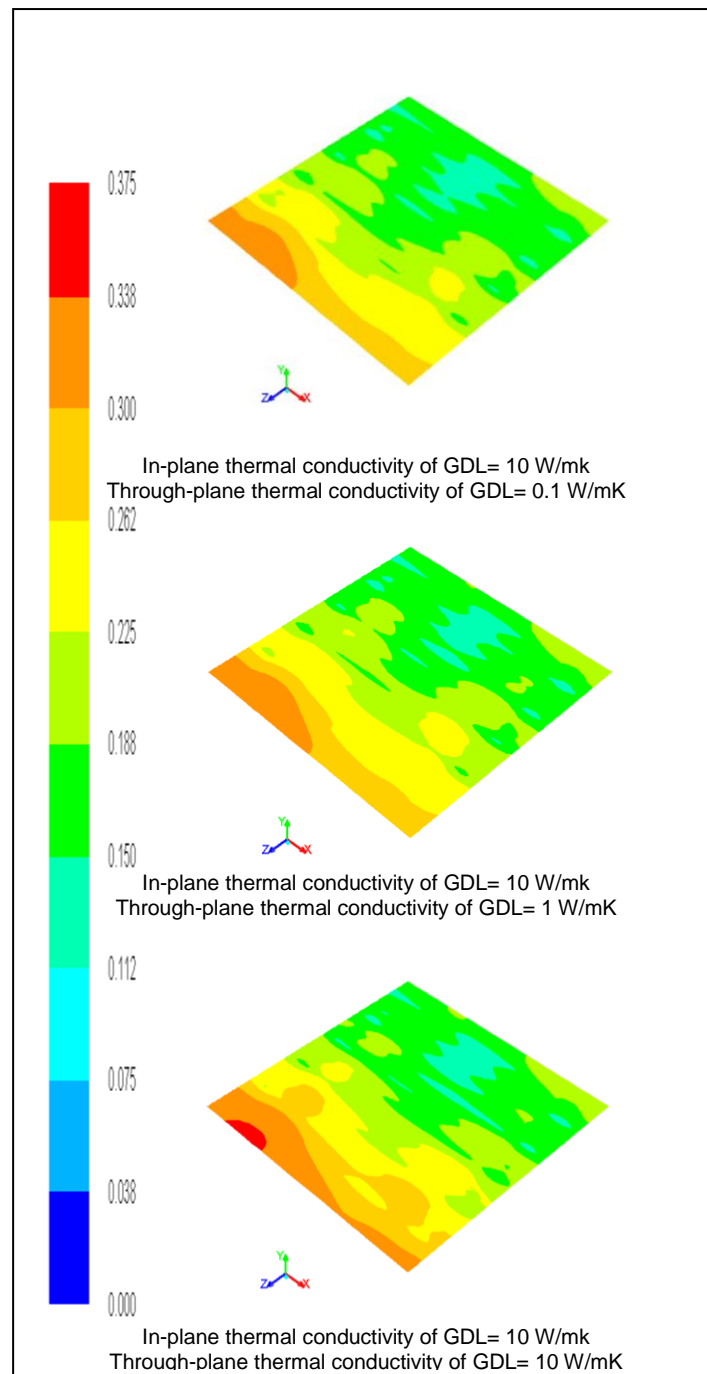 0.375
0.338
0.300
0.262
0.225
0.188
0.150
0.112
0.075
0.038
0.000
Y
Z X
In-plane thermal conductivity of GDL= 10 W/mk
Through-plane thermal conductivity of GDL= 0.1 W/mK
Y
Z X
In-plane thermal conductivity of GDL= 10 W/mk
Through-plane thermal conductivity of GDL= 1 W/mK
Y
Z X
In-plane thermal conductivity of GDL= 10 W/mk
Through-plane thermal conductivity of GDL= 10 W/mK